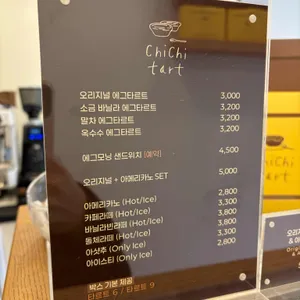 ChiChi
tart
오리지널 에그타르트 3,000
소금 바닐라 에그타르트 3,200
말차 에그타르트 3,200
옥수수 에그타르트 3,200
에그모닝 샌드위치 [예약] 4,500
오리지널 + 아메리카노 SET 5,000
아메리카노 (Hot/Ice) 2,800
카페라떼 (Hot/Ice) 3,300
바닐라빈라떼 (Hot/Ice) 3,800
돌체라떼 (Hot/Ice) 3,800
아샷추 (Only Ice) 3,300
아이스티 (Only Ice) 2,800
박스 기본 제공
타르트 6 / 타르트 9
ChiChi
tart
오리